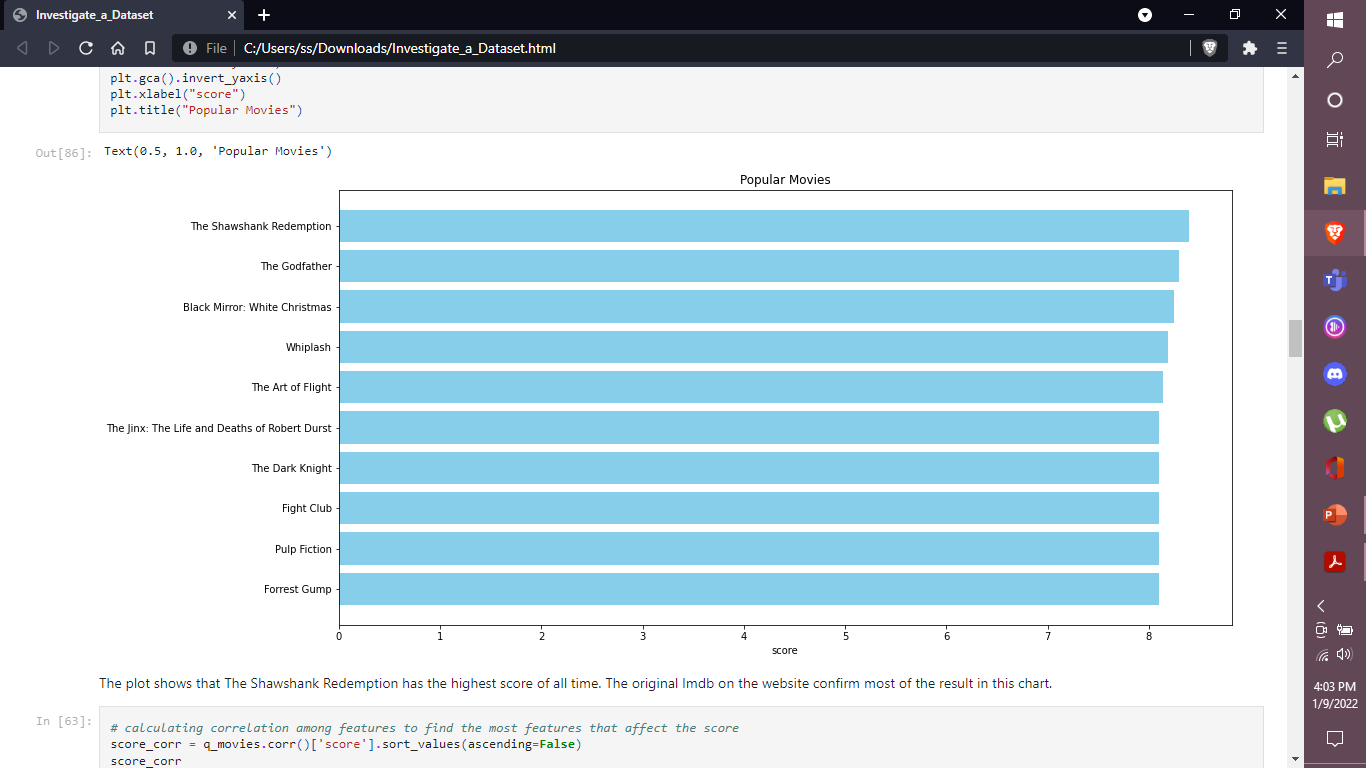 Investigate_a_Dataset
File
C:/Users/ss/Downloads/Investigate_a_Dataset.html
plt.gca().invert_yaxis()
plt.xlabel("score")
plt.title("Popular Movies")
Out[86]:
Text(0.5, 1.0, 'Popular Movies')
Popular Movies
The Shawshank Redemption
The Godfather
Black Mirror: White Christmas
Whiplash
The Art of Flight
The Jinx: The Life and Deaths of Robert Durst
The Dark Knight
Fight Club
Pulp Fiction
Forrest Gump
0 1 2 3 4 5 6 7 8
score
The plot shows that The Shawshank Redemption has the highest score of all time. The original Imdb on the website confirm most of the result in this chart.
In [63]:
# calculating correlation among features to find the most features that affect the score
score_corr = q_movies.corr()['score'].sort_values(ascending=False)
score_corr
4:03 PM
1/9/2022